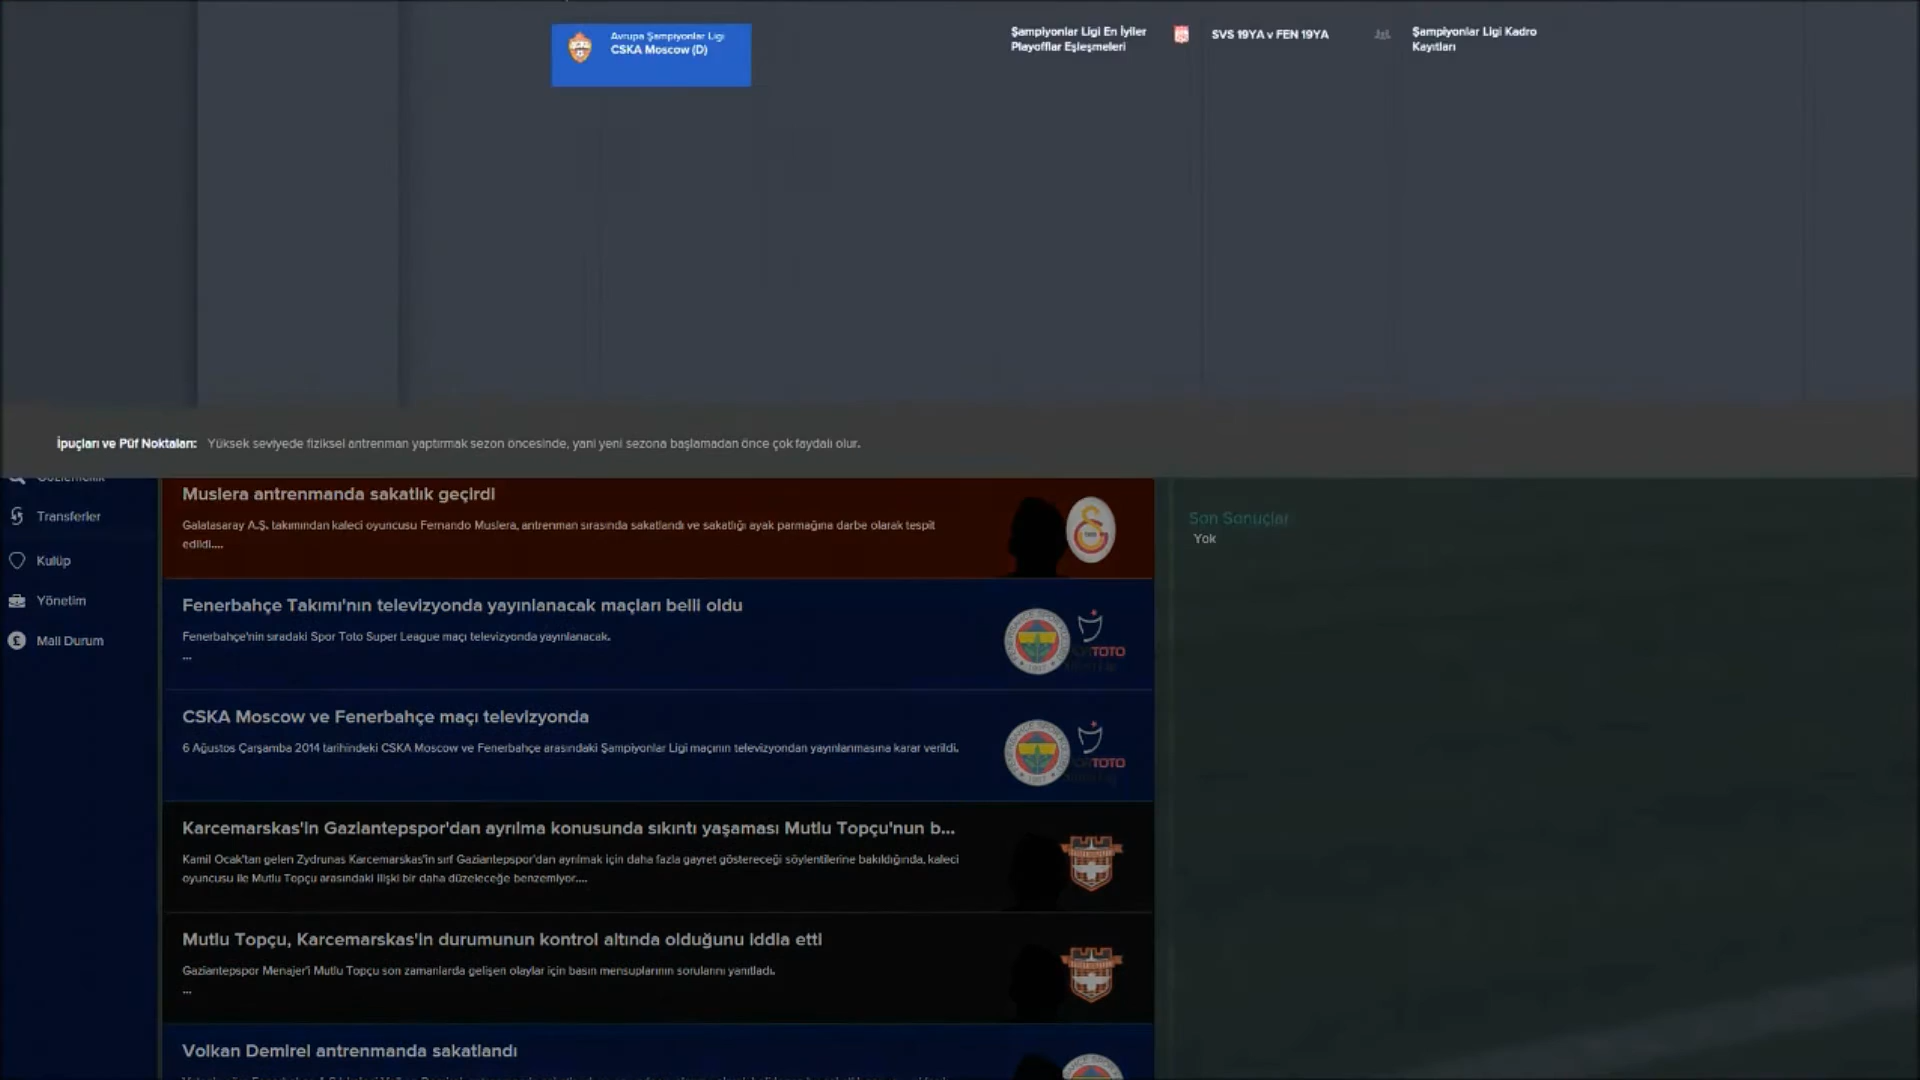 Avrupa Şampiyonlar Ligi
CSKA Moscow (D)
Şampiyonlar Ligi En İyiler
Playofflar Eşleşmeleri
SVS 19YA v FEN 19YA
Şampiyonlar Ligi Kadro
Kayıtları
İpuçları ve Püf Noktaları: Yüksek seviyede fiziksel antrenman yaptırmak sezon öncesinde, yani yeni sezona başlamadan önce çok faydalı olur.
Gözlemcilik
Transferler
Kulüp
Yönetim
Mali Durum
Muslera antrenmanda sakatlık geçirdi
Galatasaray A.Ş. takımından kaleci oyuncusu Fernando Muslera, antrenman sırasında sakatlandı ve sakatlığı ayak parmağına darbe olarak tespit
edildi....
Fenerbahçe Takımı'nın televizyonda yayınlanacak maçları belli oldu
Fenerbahçe'nin sıradaki Spor Toto Super League maçı televizyonda yayınlanacak.
...
TOTO
CSKA Moscow ve Fenerbahçe maçı televizyonda
6 Ağustos Çarşamba 2014 tarihindeki CSKA Moscow ve Fenerbahçe arasındaki Şampiyonlar Ligi maçının televizyondan yayınlanmasına karar verildi.
TOTO
Karcemarskas'in Gaziantepspor'dan ayrılma konusunda sıkıntı yaşaması Mutlu Topçu'nun b...
Kamil Ocak'tan gelen Zydrunas Karcemarskas'in sırf Gaziantepspor'dan ayrılmak için daha fazla gayret göstereceği söylentilerine bakıldığında, kaleci
oyuncusu ile Mutlu Topçu arasındaki ilişki bir daha düzeleceğe benzemiyor....
Mutlu Topçu, Karcemarskas'in durumunun kontrol altında olduğunu iddia etti
Gaziantepspor Menajer'i Mutlu Topçu son zamanlarda gelişen olaylar için basın mensuplarının sorularını yanıtladı.
...
Volkan Demirel antrenmanda sakatlandı
Son Sonuçlar
Yok